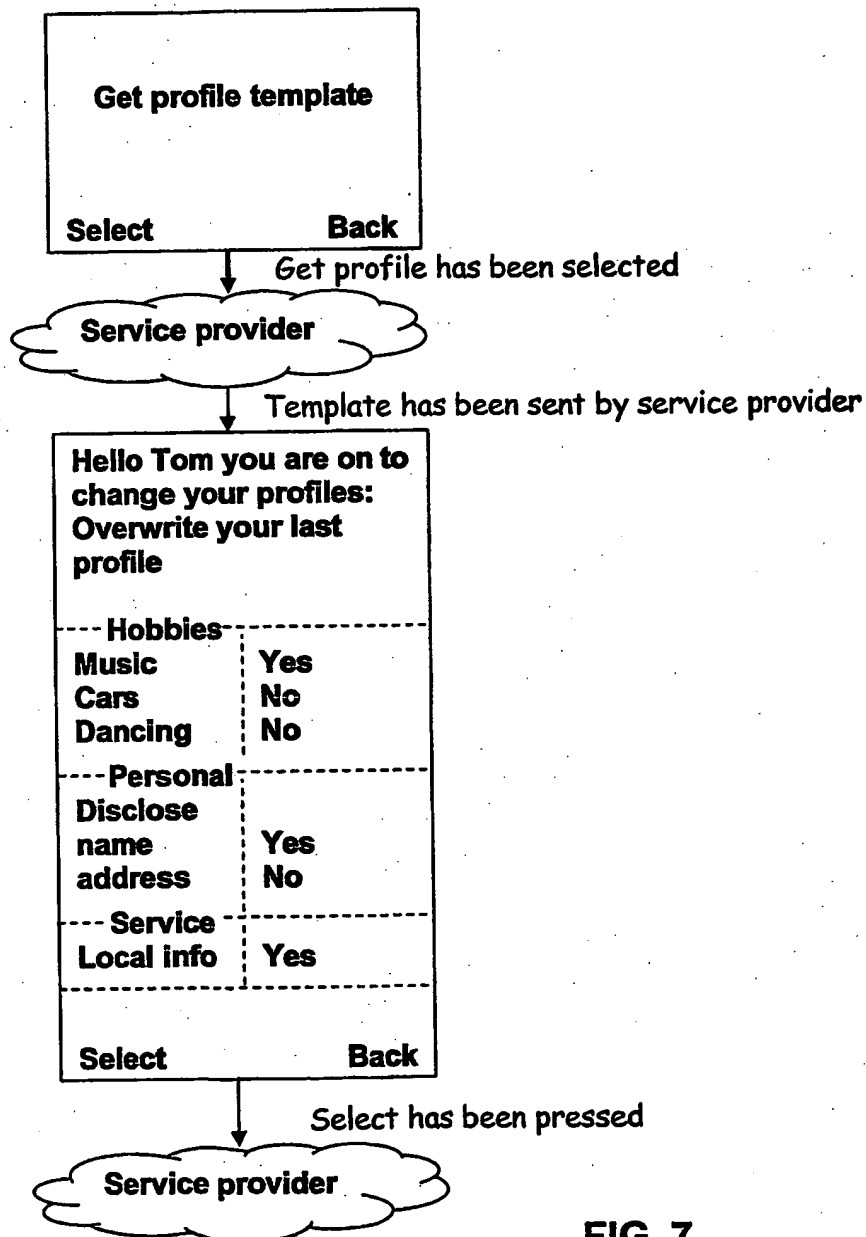 Get profile template
Select Back
Get profile has been selected
Service provider
Template has been sent by service provider
Hello Tom you are on to
change your profiles:
Overwrite your last
profile
Hobbies
Music Yes
Cars No
Dancing No
Personal
Disclose
name Yes
address No
Service
Local info Yes
Select Back
Select has been pressed
Service provider
FIG. 7